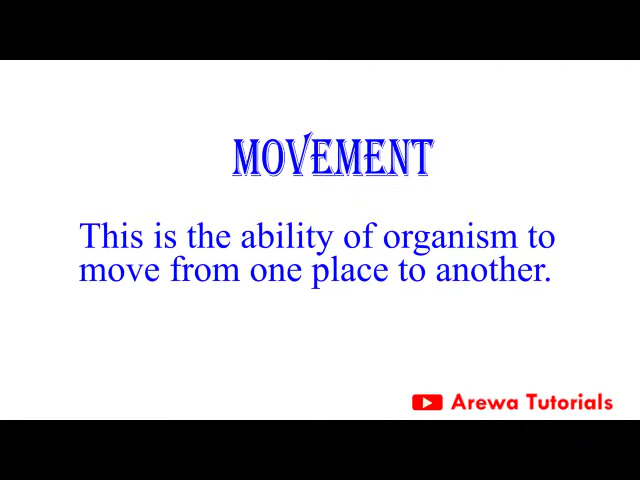 MOVEMENT
This is the ability of organism to
move from one place to another.
Arewa Tutorials